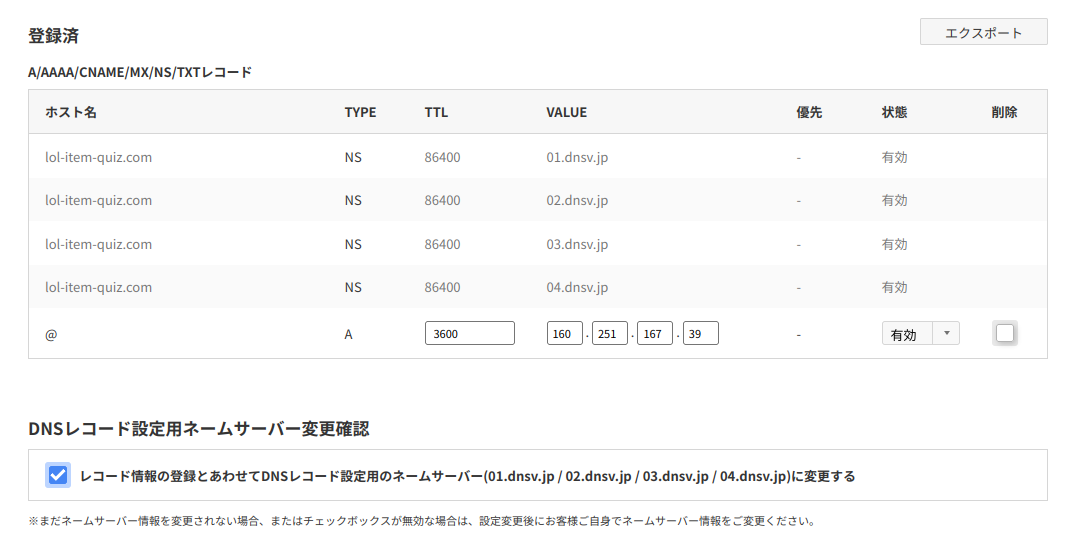 登録済
エクスポート
A/AAAA/CNAME/MX/NS/TXTレコード
ホスト名 TYPE TTL VALUE 優先 状態 削除
lol-item-quiz.com NS 86400 01.dnsv.jp - 有効
lol-item-quiz.com NS 86400 02.dnsv.jp - 有効
lol-item-quiz.com NS 86400 03.dnsv.jp - 有効
lol-item-quiz.com NS 86400 04.dnsv.jp - 有効
@ A 3600 160 . 251 . 167 . 39 - 有効
DNSレコード設定用ネームサーバー変更確認
レコード情報の登録とあわせてDNSレコード設定用のネームサーバー(01.dnsv.jp / 02.dnsv.jp / 03.dnsv.jp / 04.dnsv.jp)に変更する
※まだネームサーバー情報を変更されない場合、またはチェックボックスが無効な場合は、設定変更後にお客様ご自身でネームサーバー情報をご変更ください。